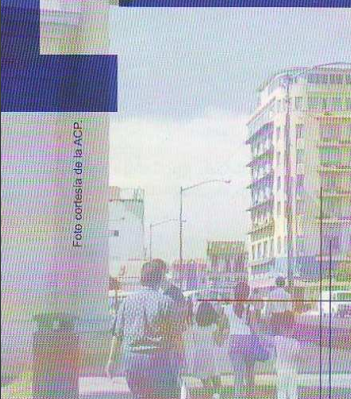 Foto cortesía de la ACP.